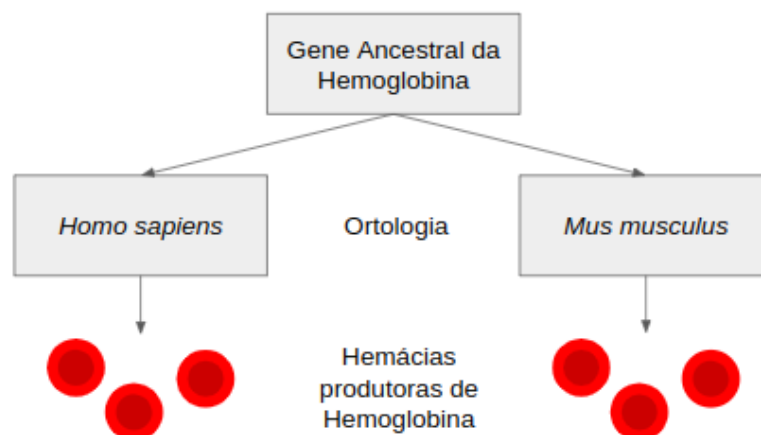 Gene Ancestral da
Hemoglobina
Homo sapiens
Ortologia
Mus musculus
Hemácias
produtoras de
Hemoglobina